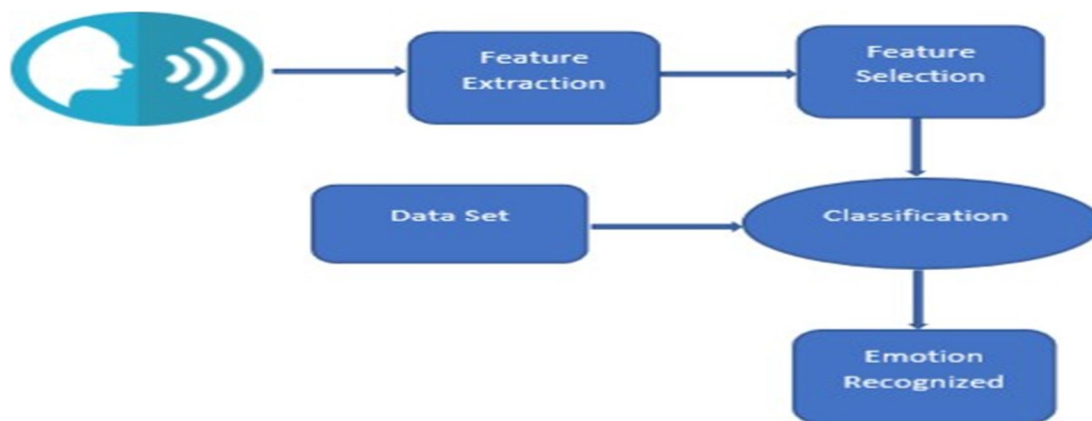 Feature
Extraction
Feature
Selection
Data Set
Classification
Emotion
Recognized